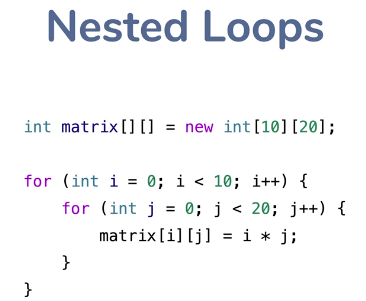 Nested Loops
int matrix[][] = new int[10][20];
for (int i = 0; i < 10; i++) {
    for (int j = 0; j < 20; j++) {
        matrix[i][j] = i * j;
    }
}